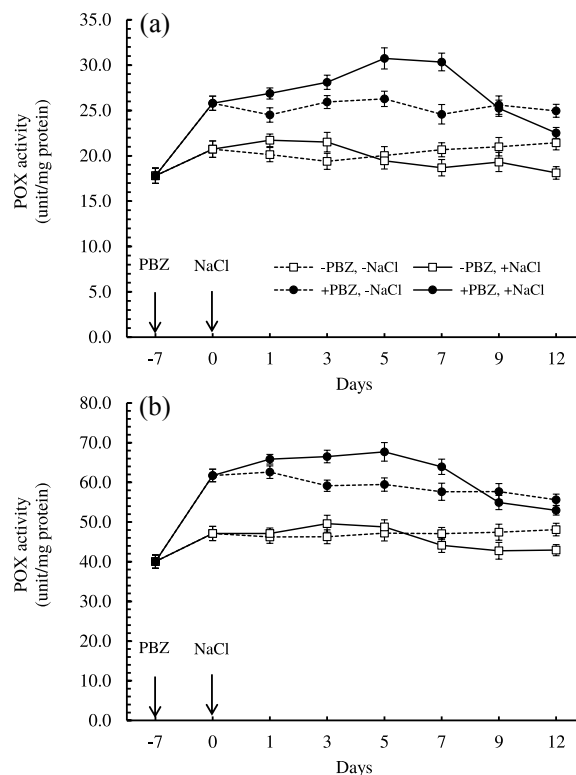 (a)
35.0
30.0
25.0
20.0
15.0
10.0
5.0
0.0
POX activity
(unit/mg protein)
PBZ NaCl
-PBZ, -NaCl -PBZ, +NaCl
+PBZ, -NaCl +PBZ, +NaCl
-7 0 1 3 5 7 9 12
Days
(b)
80.0
70.0
60.0
50.0
40.0
30.0
20.0
10.0
0.0
POX activity
(unit/mg protein)
PBZ NaCl
-7 0 1 3 5 7 9 12
Days